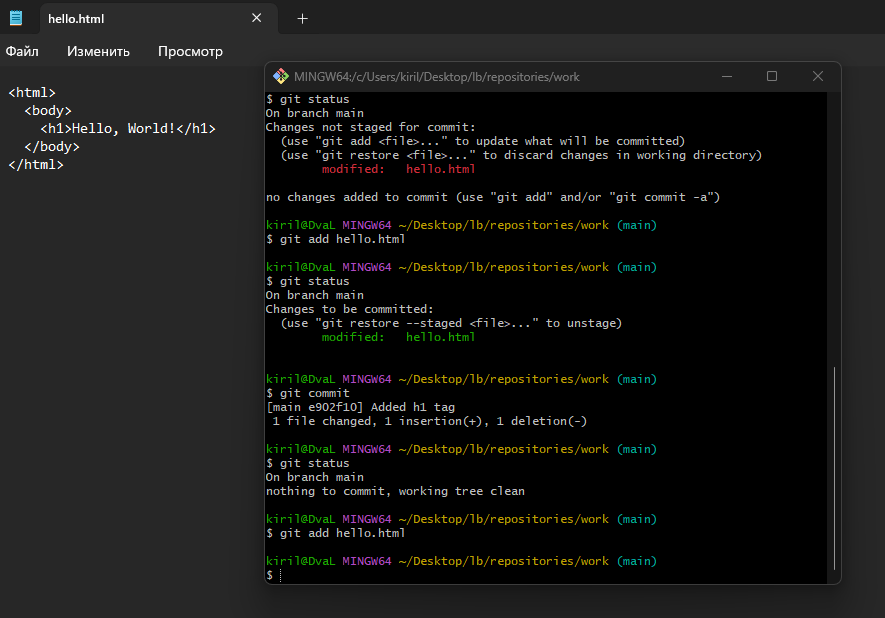 hello.html
Файл Изменить Просмотр
<html>
<body>
<h1>Hello, World!</h1>
</body>
</html>
MINGW64:/c/Users/kiril/Desktop/lb/repositories/work
$ git status
On branch main
Changes not staged for commit:
(use "git add <file>..." to update what will be committed)
(use "git restore <file>..." to discard changes in working directory)
modified: hello.html
no changes added to commit (use "git add" and/or "git commit -a")
kiril@DvaL MINGW64 ~/Desktop/lb/repositories/work (main)
$ git add hello.html
kiril@DvaL MINGW64 ~/Desktop/lb/repositories/work (main)
$ git status
On branch main
Changes to be committed:
(use "git restore --staged <file>..." to unstage)
modified: hello.html
kiril@DvaL MINGW64 ~/Desktop/lb/repositories/work (main)
$ git commit
[main e902f10] Added h1 tag
1 file changed, 1 insertion(+), 1 deletion(-)
kiril@DvaL MINGW64 ~/Desktop/lb/repositories/work (main)
$ git status
On branch main
nothing to commit, working tree clean
kiril@DvaL MINGW64 ~/Desktop/lb/repositories/work (main)
$ git add hello.html
kiril@DvaL MINGW64 ~/Desktop/lb/repositories/work (main)
$